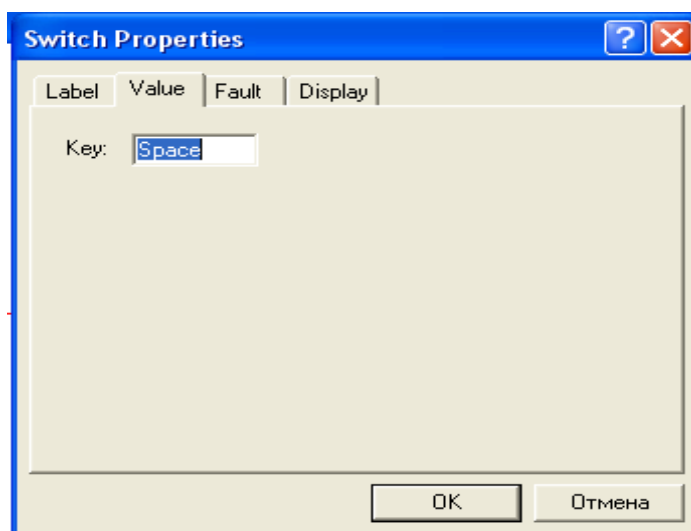 Switch Properties
?
Label Value Fault Display
Key: Space
OK Отмена